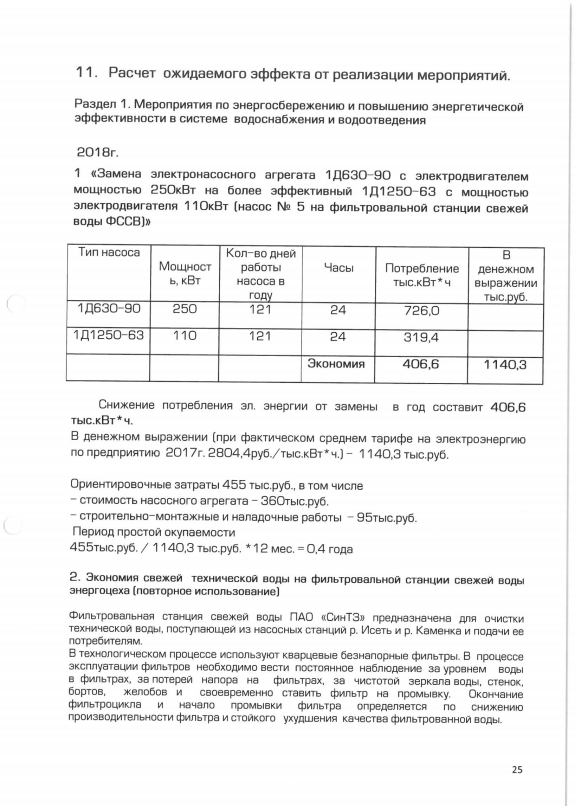 11. Расчет ожидаемого эффекта от реализации мероприятий.
Раздел 1. Мероприятия по энергосбережению и повышению энергетической
эффективности в системе водоснабжения и водоотведения
2018г.
1 «Замена электронасосного агрегата 1Д630-90 с электродвигателем
мощностью 250кВт на более эффективный 1Д1250-63 с мощностью
электродвигателя 110кВт (насос № 5 на фильтровальной станции свежей
воды ФССВ)»
Тип насоса Мощност ь, кВт Кол-во дней работы насоса в году Часы Потребление тыс.кВт*ч В денежном выражении тыс.руб.
1Д630-90 250 121 24 726,0
1Д1250-63 110 121 24 319,4
Экономия 406,6 1140,3
Снижение потребления эл. энергии от замены в год составит 406,6
тыс.кВт*ч.
В денежном выражении (при фактическом среднем тарифе на электроэнергию
по предприятию 2017г. 2804,4руб./тыс.кВт*ч.) - 1140,3 тыс.руб.
Ориентировочные затраты 455 тыс.руб., в том числе
- стоимость насосного агрегата - 360тыс.руб.
- строительно-монтажные и наладочные работы - 95тыс.руб.
Период простой окупаемости
455тыс.руб. / 1140,3 тыс.руб. *12 мес. = 0,4 года
2. Экономия свежей технической воды на фильтровальной станции свежей воды
энергоцеха (повторное использование)
Фильтровальная станция свежей воды ПАО «СинТЗ» предназначена для очистки
технической воды, поступающей из насосных станций р. Исеть и р. Каменка и подачи ее
потребителям.
В технологическом процессе используют кварцевые безнапорные фильтры. В процессе
эксплуатации фильтров необходимо вести постоянное наблюдение за уровнем воды
в фильтрах, за потерей напора на фильтрах, за чистотой зеркала воды, стенок,
бортов, желобов и своевременно ставить фильтр на промывку. Окончание
фильтроцикла и начало промывки фильтра определяется по снижению
производительности фильтра и стойкого ухудшения качества фильтрованной воды.
25